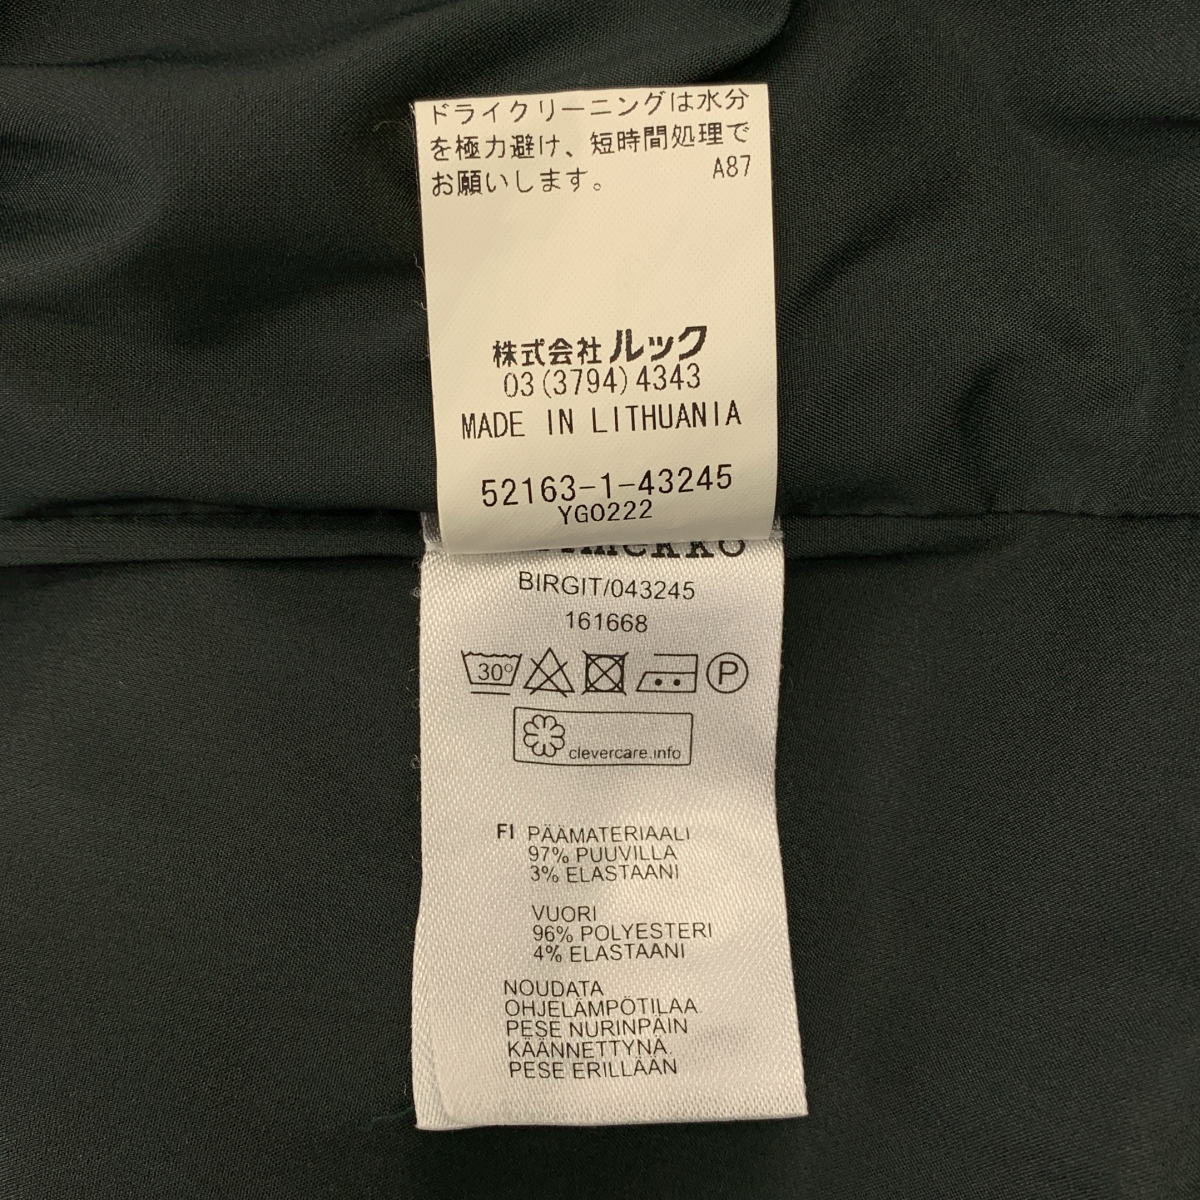 ドライクリーニングは水分
を極力避け、短時間処理で
お願いします。 A87
株式会社 ルック
03(3794)4343
MADE IN LITHUANIA
52163-1-43245
YG0222
BIRGIT/043245
161668
30° P
clevercare.info
FI PÄÄMATERIAALI
97% PUUVILLA
3% ELASTAANI
VUORI
96% POLYESTERI
4% ELASTAANI
NOUDATA
OHJELÄMPÖTILAA.
PESE NURINPÄIN
KÄÄNNETTYNÄ.
PESE ERILLÄÄN